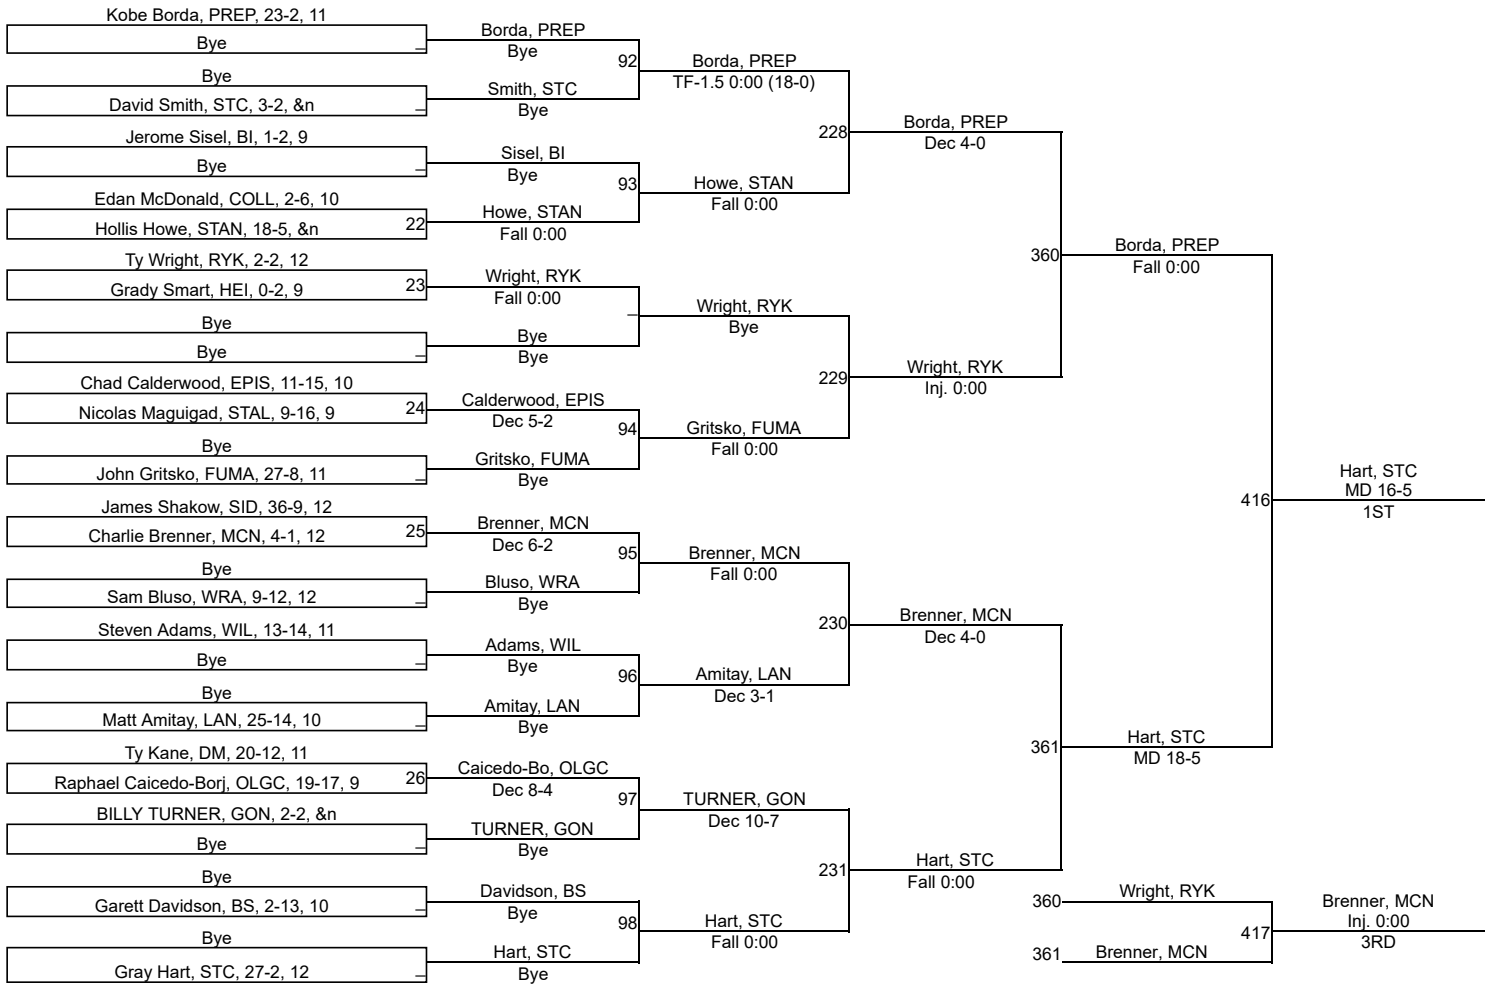 Kobe Borda, PREP, 23-2, 11
Bye
_
Bye
David Smith, STC, 3-2, &n
_
Jerome Sisel, BI, 1-2, 9
Bye
_
Edan McDonald, COLL, 2-6, 10
Hollis Howe, STAN, 18-5, &n
22
Ty Wright, RYK, 2-2, 12
Grady Smart, HEI, 0-2, 9
23
Bye
Bye
_
Chad Calderwood, EPIS, 11-15, 10
Nicolas Maguigad, STAL, 9-16, 9
24
Bye
John Gritsko, FUMA, 27-8, 11
_
James Shakow, SID, 36-9, 12
Charlie Brenner, MCN, 4-1, 12
25
Bye
Sam Bluso, WRA, 9-12, 12
_
Steven Adams, WIL, 13-14, 11
Bye
_
Bye
Matt Amitay, LAN, 25-14, 10
_
Ty Kane, DM, 20-12, 11
Raphael Caicedo-Borj, OLGC, 19-17, 9
26
BILLY TURNER, GON, 2-2, &n
Bye
_
Bye
Garett Davidson, BS, 2-13, 10
_
Bye
Gray Hart, STC, 27-2, 12
_
Borda, PREP
Bye
92
Smith, STC
Bye
Sisel, BI
Bye
93
Howe, STAN
Fall 0:00
Wright, RYK
Fall 0:00
_
Bye
Bye
Calderwood, EPIS
Dec 5-2
94
Gritsko, FUMA
Bye
Brenner, MCN
Dec 6-2
95
Bluso, WRA
Bye
Adams, WIL
Bye
96
Amitay, LAN
Bye
Caicedo-Bo, OLGC
Dec 8-4
97
TURNER, GON
Bye
Davidson, BS
Bye
98
Hart, STC
Bye
Borda, PREP
TF-1.5 0:00 (18-0)
228
Howe, STAN
Fall 0:00
Wright, RYK
Bye
229
Gritsko, FUMA
Fall 0:00
Brenner, MCN
Fall 0:00
230
Amitay, LAN
Dec 3-1
TURNER, GON
Dec 10-7
231
Hart, STC
Fall 0:00
Borda, PREP
Dec 4-0
360
Wright, RYK
Inj. 0:00
Brenner, MCN
Dec 4-0
361
Hart, STC
Fall 0:00
Borda, PREP
Fall 0:00
416
Hart, STC
MD 18-5
Hart, STC
MD 16-5
1ST
360
Wright, RYK
417
361
Brenner, MCN
Brenner, MCN
Inj. 0:00
3RD